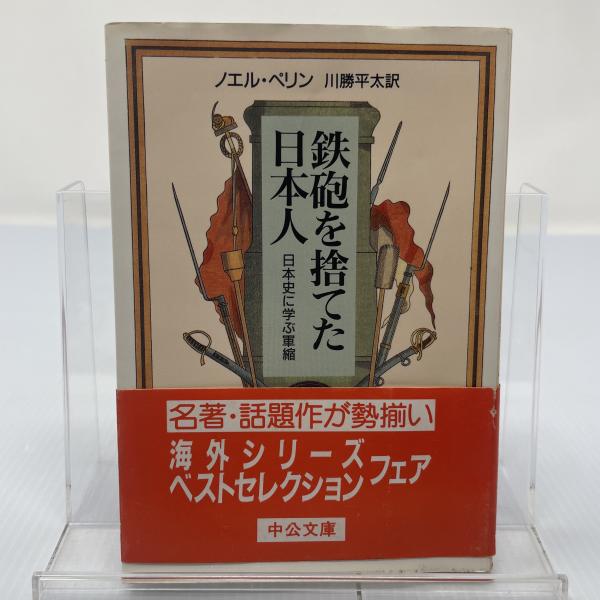 ノエル・ペリン 川勝平太訳
鉄砲を捨てた
日本人
日本史に学ぶ軍縮
名著・話題作が勢揃い
海外シリーズ
ベストセレクションフェア
中公文庫